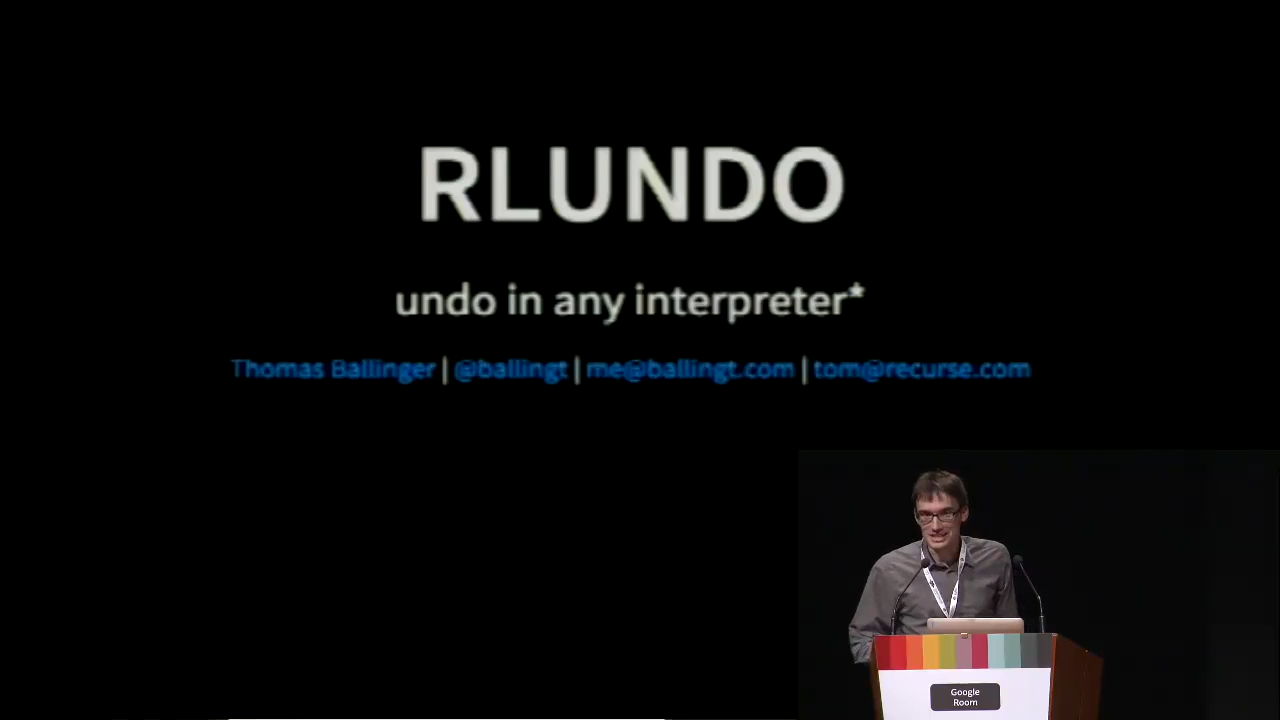 RLUNDO
undo in any interpreter*
Thomas Ballinger | @ballingt | me@ballingt.com | tom@recurse.com
Google
Room